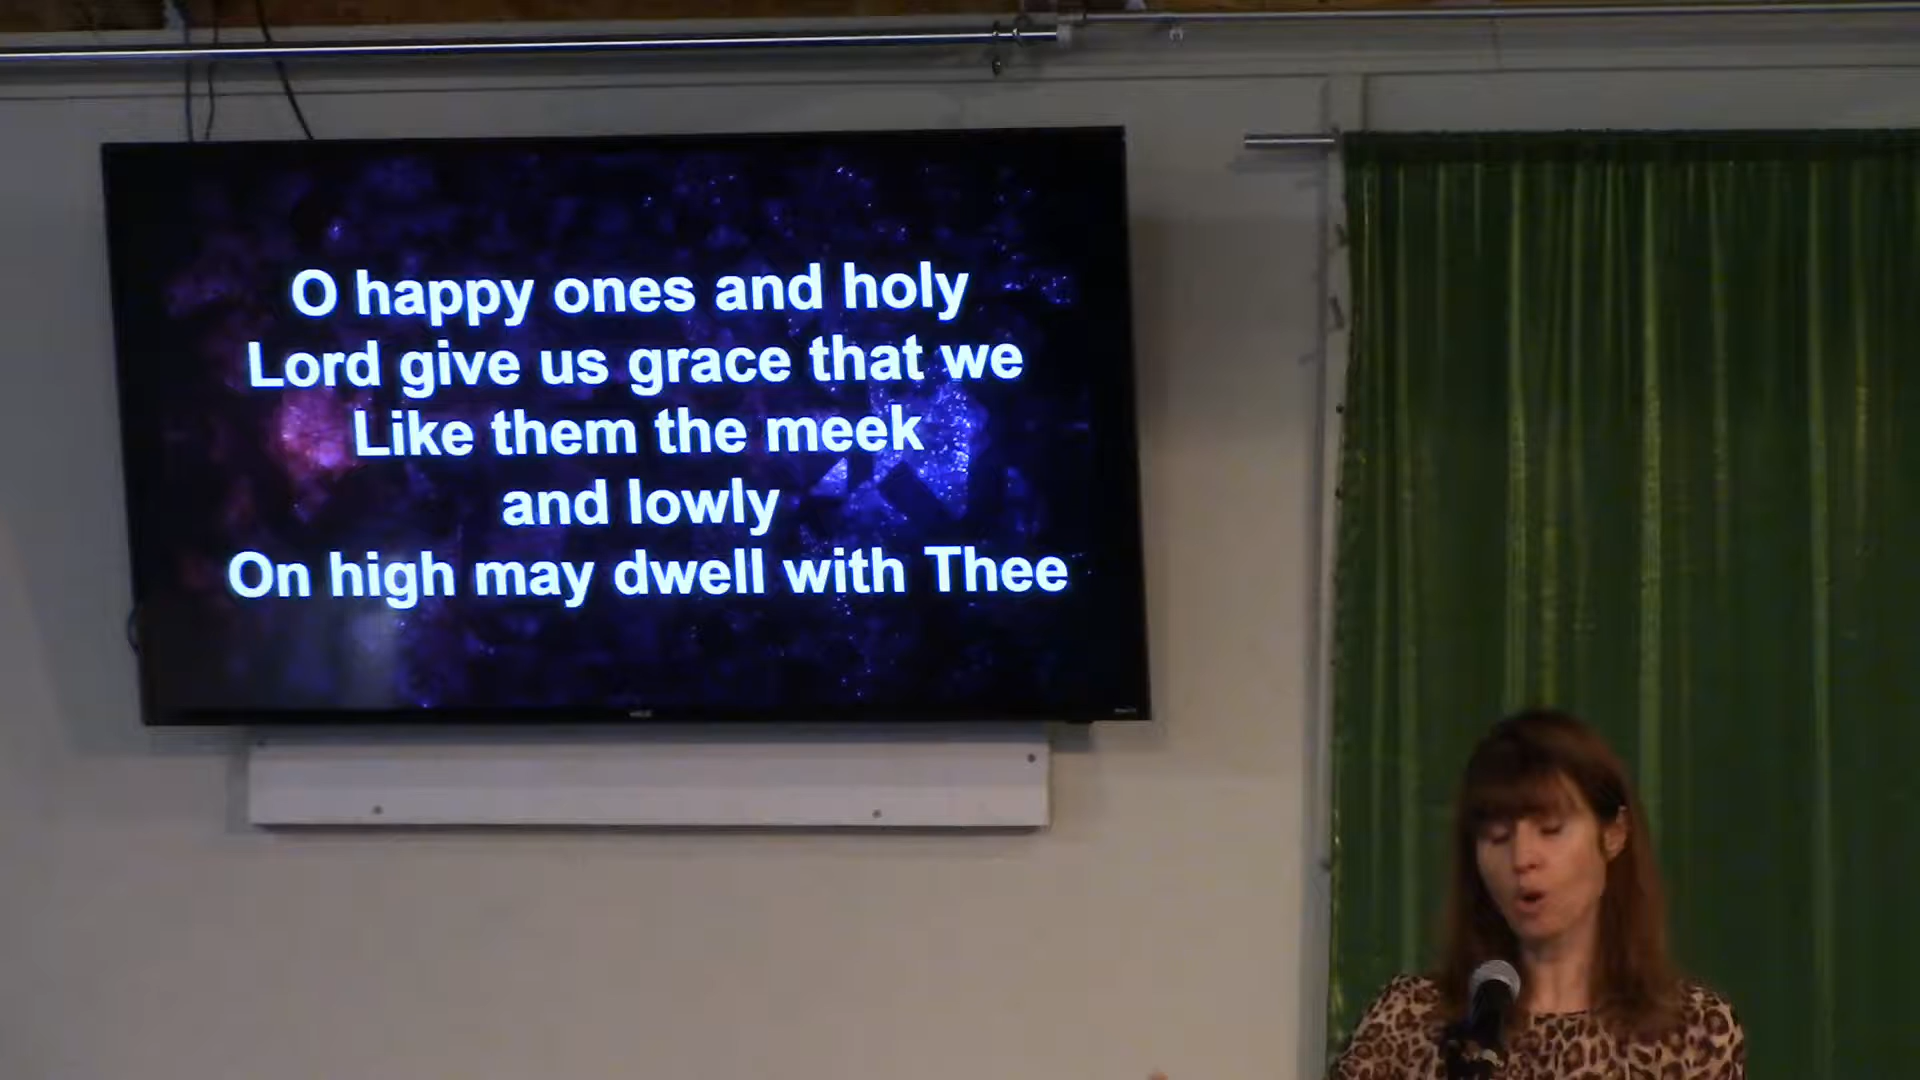 O happy ones and holy
Lord give us grace that we
Like them the meek
and lowly
On high may dwell with Thee